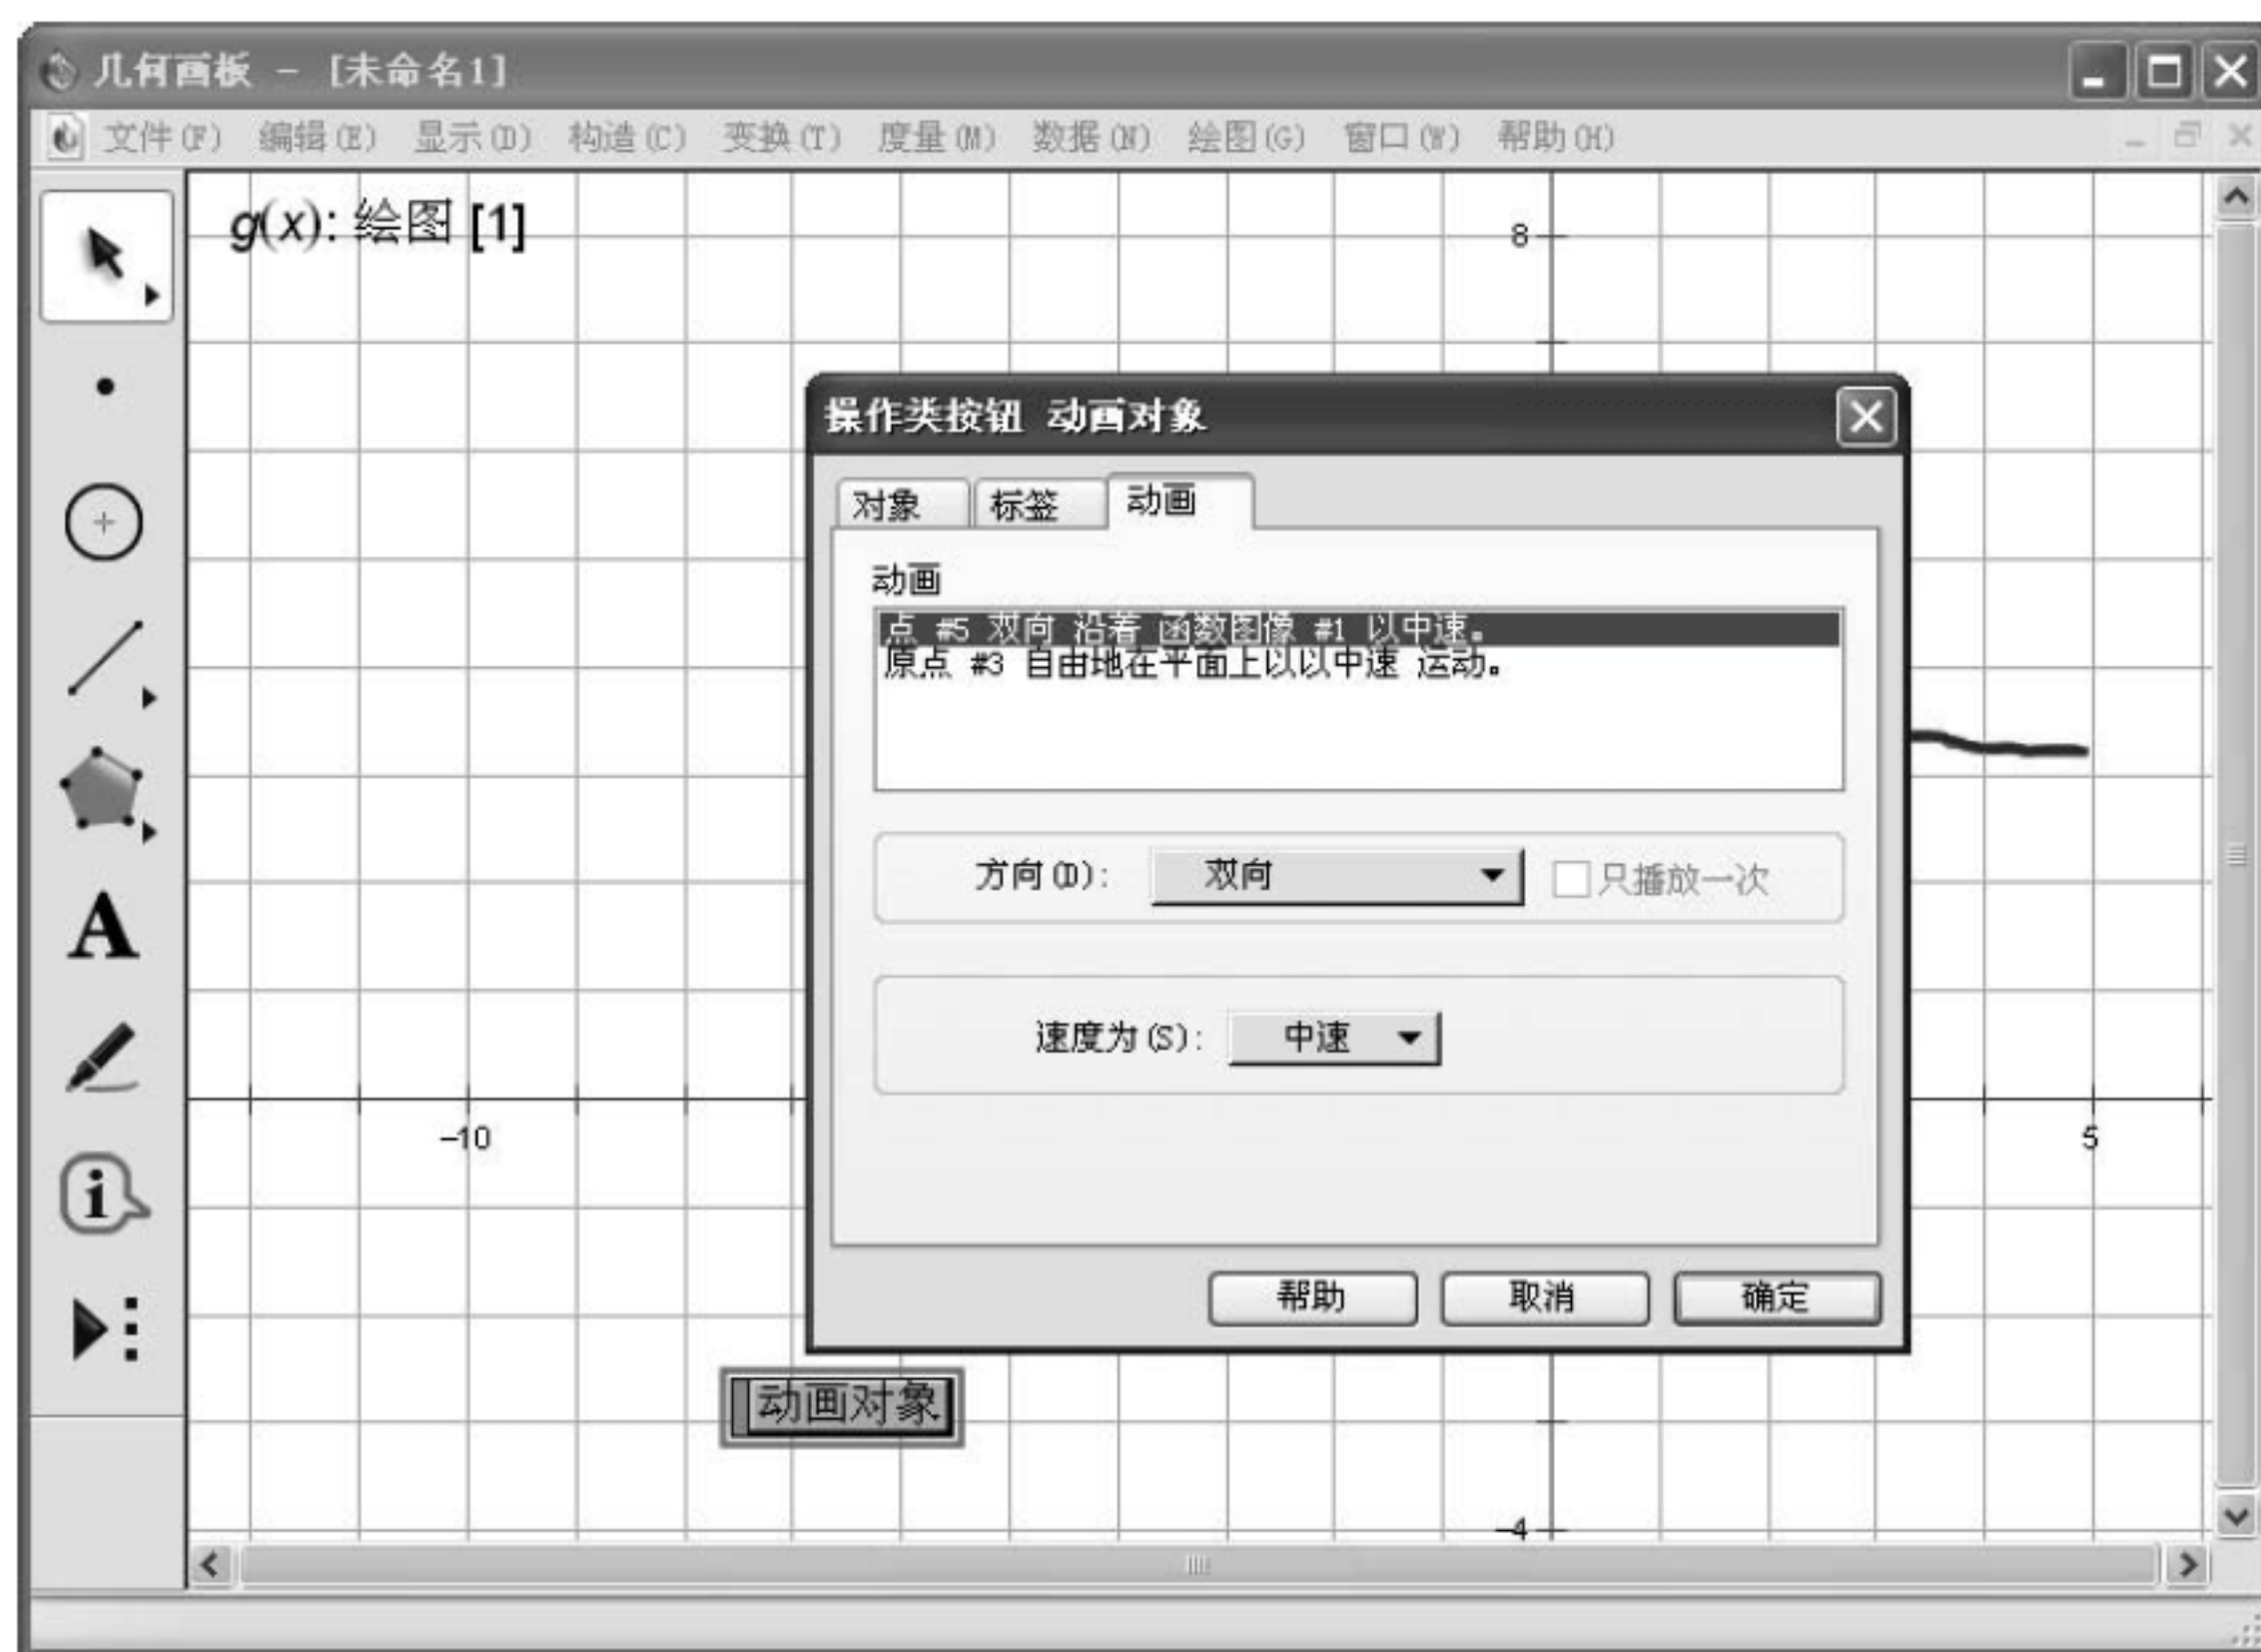 几何画板 - [未命名1]
文件(F) 编辑(E) 显示(D) 构造(C) 变换(T) 度量(M) 数据(N) 绘图(G) 窗口(W) 帮助(H)
g(x): 绘图 [1]
8
操作类按钮 动画对象
对象 标签 动画
动画
点 #5 双向 沿着 函数图像 #1 以中速。
原点 #3 自由地在平面上以以中速 运动。
方向(D): 双向 只播放一次
速度为(S): 中速
-10
5
A
i
帮助 取消 确定
动画对象
-4